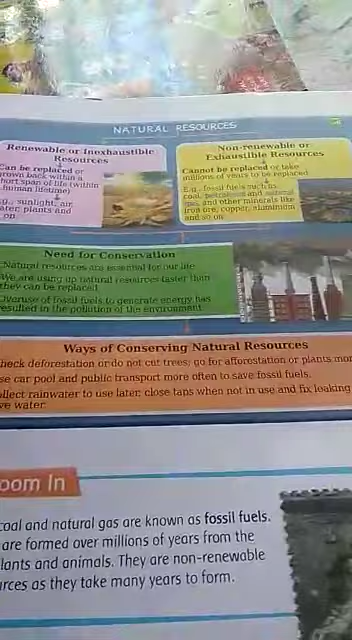 NATURAL RESOURCES
Renewable or Inexhaustible
Resources
Can be replaced or
grown back within a
short span of life (within
human lifetime)
e.g., sunlight, air,
water, plants and
on
Non-renewable or
Exhaustible Resources
Cannot be replaced or take
millions of years to be replaced
E.g., fossil fuels such as
coal, petroleum and natural
gas, and other minerals like
iron ore, copper, aluminium
and so on
Need for Conservation
Natural resources are essential for our life
We are using up natural resources faster than
they can be replaced
Overuse of fossil fuels to generate energy has
resulted in the pollution of the environment
Ways of Conserving Natural Resources
heck deforestation or do not cut trees; go for afforestation or plants mor
se car pool and public transport more often to save fossil fuels.
ollect rainwater to use later; close taps when not in use and fix leaking
ve water.
oom In
coal and natural gas are known as fossil fuels.
are formed over millions of years from the
lants and animals. They are non-renewable
rces as they take many years to form.